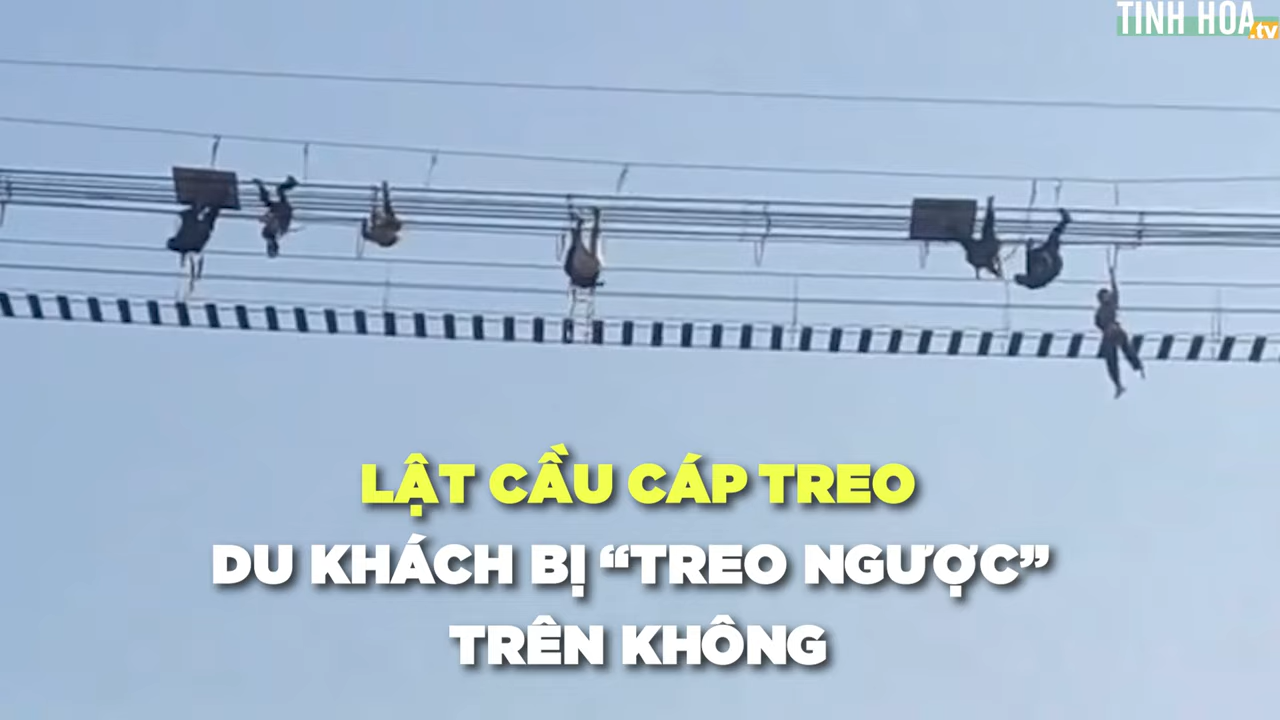 TINH HOA
.tv
LẬT CẦU CÁP TREO
DU KHÁCH BỊ “TREO NGƯỢC”
TRÊN KHÔNG